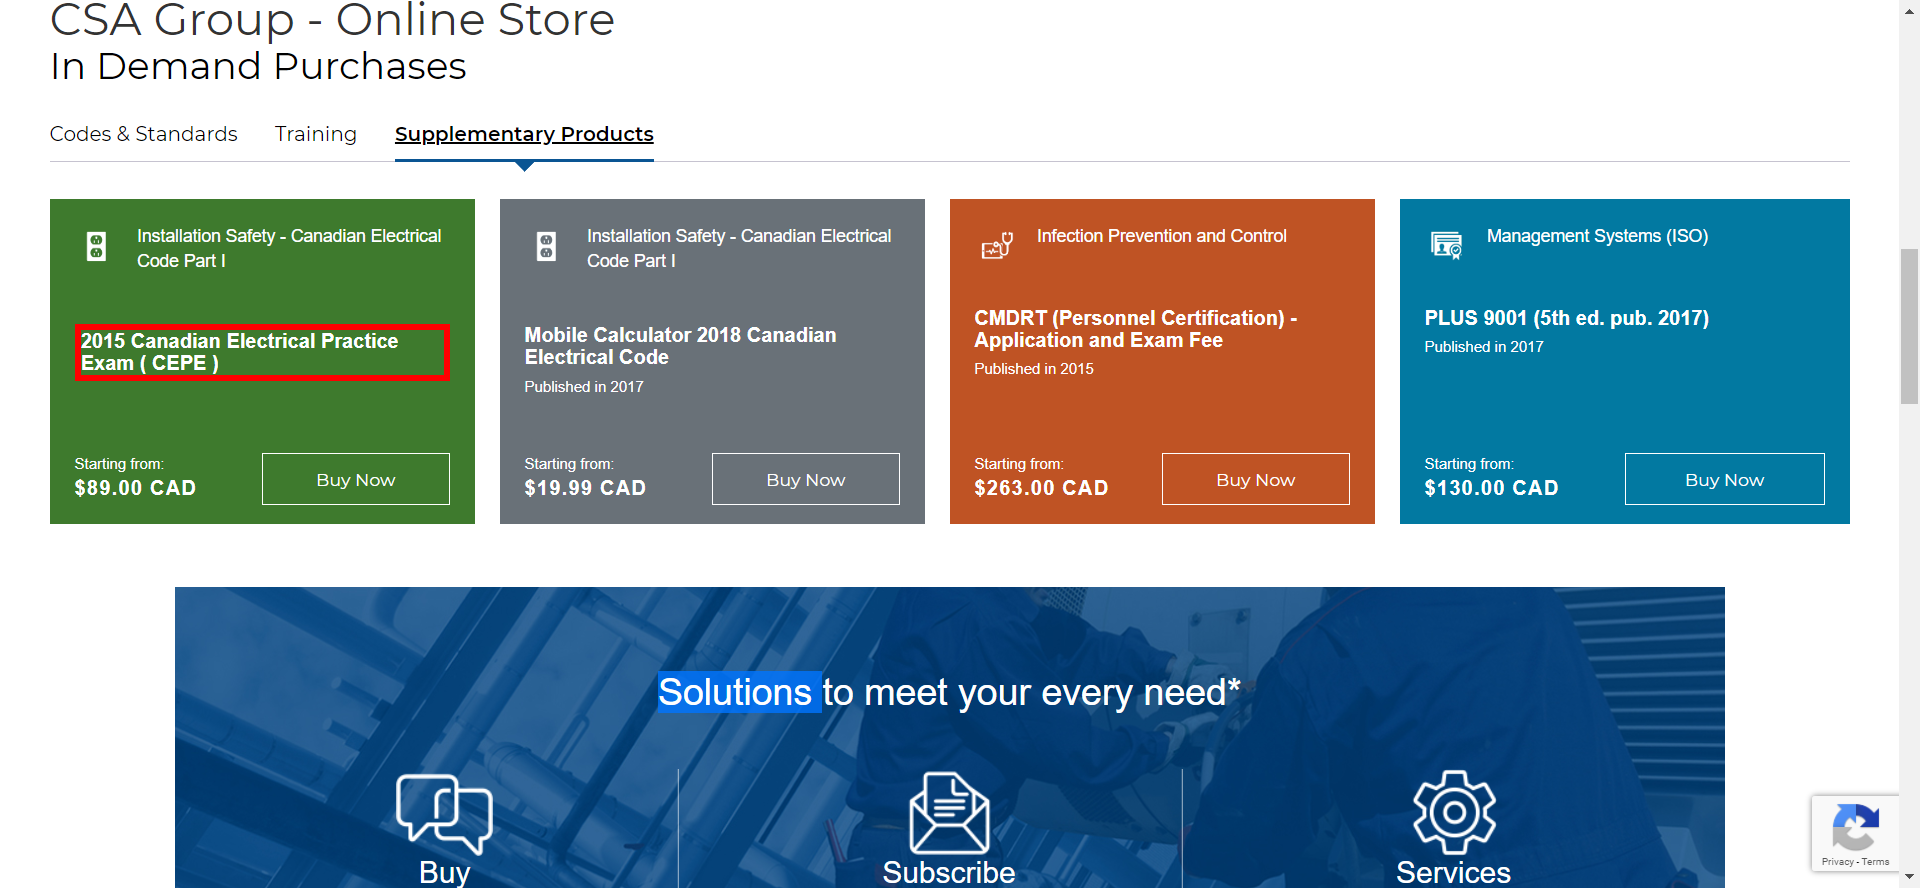 CSA Group - Online Store
In Demand Purchases
Codes & Standards
Training
Supplementary Products
Installation Safety - Canadian Electrical
Code Part I
2015 Canadian Electrical Practice
Exam ( CEPE )
Starting from:
$89.00 CAD
Buy Now
Installation Safety - Canadian Electrical
Code Part I
Mobile Calculator 2018 Canadian
Electrical Code
Published in 2017
Starting from:
$19.99 CAD
Buy Now
Infection Prevention and Control
CMDRT (Personnel Certification) -
Application and Exam Fee
Published in 2015
Starting from:
$263.00 CAD
Buy Now
Management Systems (ISO)
PLUS 9001 (5th ed. pub. 2017)
Published in 2017
Starting from:
$130.00 CAD
Buy Now
Solutions to meet your every need*
Buy
Subscribe
Services
Privacy - Terms